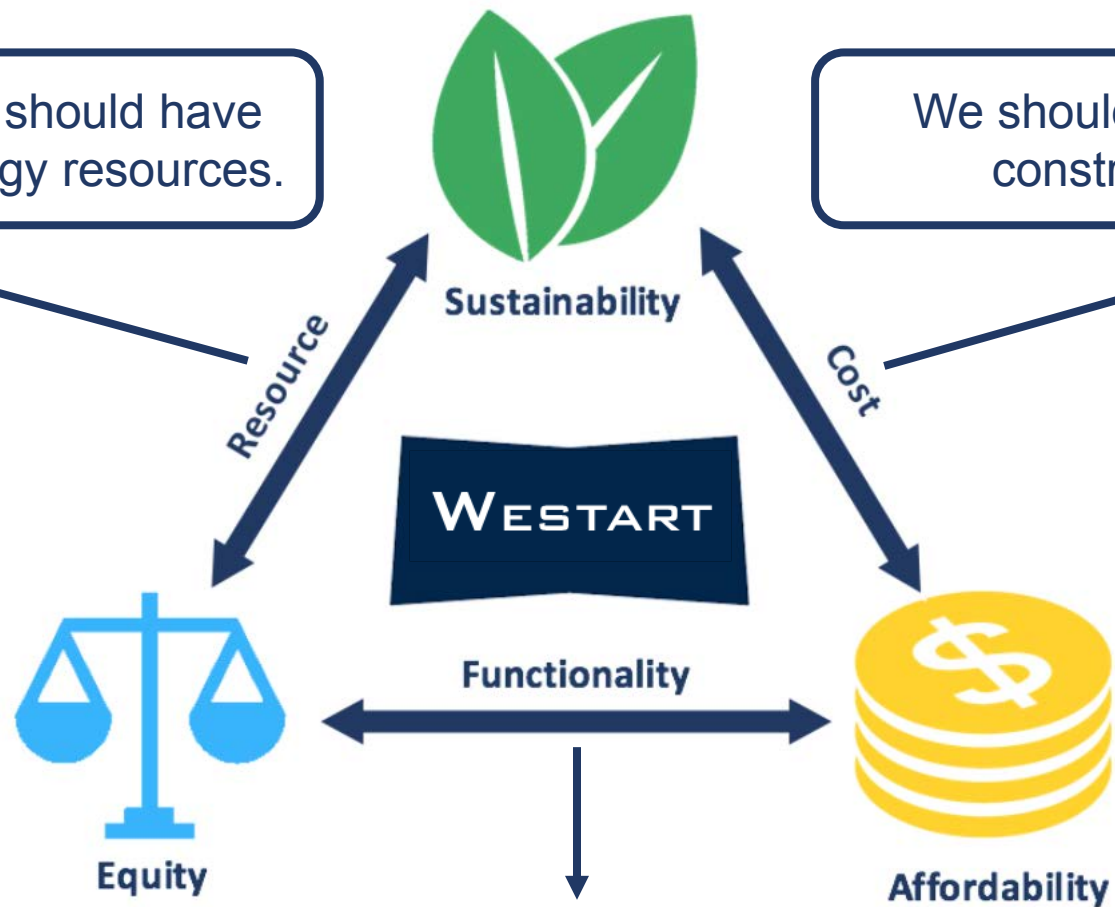 should have
gy resources.
We should
constr
Sustainability
Resource
Cost
WESTART
Functionality
$
Equity
Affordability